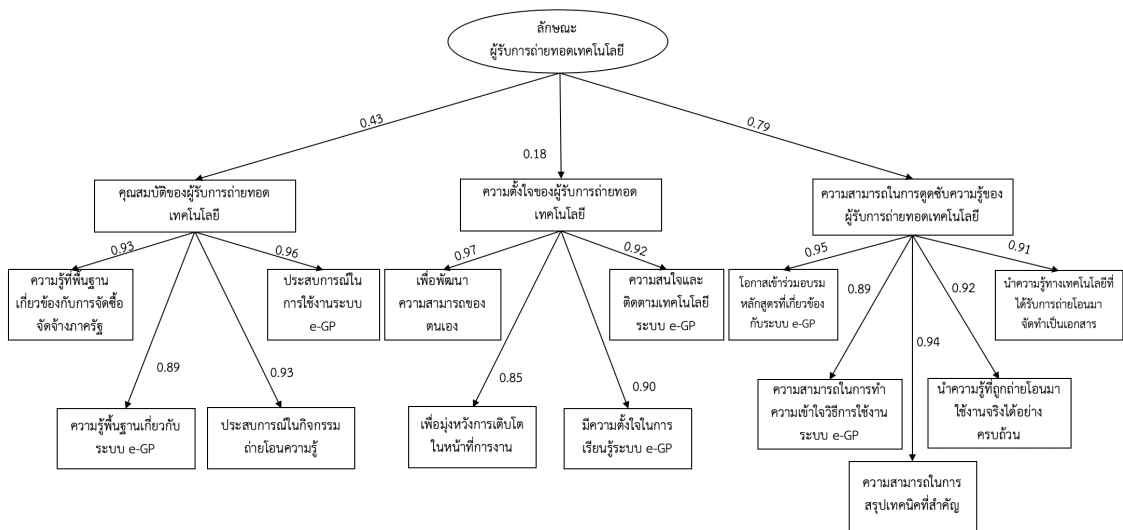 ลักษณะ
ผู้รับการถ่ายทอดเทคโนโลยี
0.43
0.18
0.79
คุณสมบัติของผู้รับการถ่ายทอด
เทคโนโลยี
ความตั้งใจของผู้รับการถ่ายทอด
เทคโนโลยี
ความสามารถในการดูดซับความรู้ของ
ผู้รับการถ่ายทอดเทคโนโลยี
0.93
0.96
0.97
0.92
0.95
0.91
ความรู้ที่พื้นฐาน
เกี่ยวข้องกับการจัดซื้อ
จัดจ้างภาครัฐ
ประสบการณ์ใน
การใช้งานระบบ
e-GP
เพื่อพัฒนา
ความสามารถของ
ตนเอง
ความสนใจและ
ติดตามเทคโนโลยี
ระบบ e-GP
โอกาสเข้าร่วมอบรม
หลักสูตรที่เกี่ยวข้อง
กับระบบ e-GP
นำความรู้ทางเทคโนโลยีที่
ได้รับการถ่ายโอนมา
จัดทำเป็นเอกสาร
0.89
0.93
0.85
0.90
0.89
0.94
0.92
ความรู้พื้นฐานเกี่ยวกับ
ระบบ e-GP
ประสบการณ์ในกิจกรรม
ถ่ายโอนความรู้
เพื่อมุ่งหวังการเติบโต
ในหน้าที่การงาน
มีความตั้งใจในการ
เรียนรู้ระบบ e-GP
ความสามารถในการทำ
ความเข้าใจวิธีการใช้งาน
ระบบ e-GP
นำความรู้ที่ถูกถ่ายโอนมา
ใช้งานจริงได้อย่าง
ครบถ้วน
ความสามารถในการ
สรุปเทคนิคที่สำคัญ